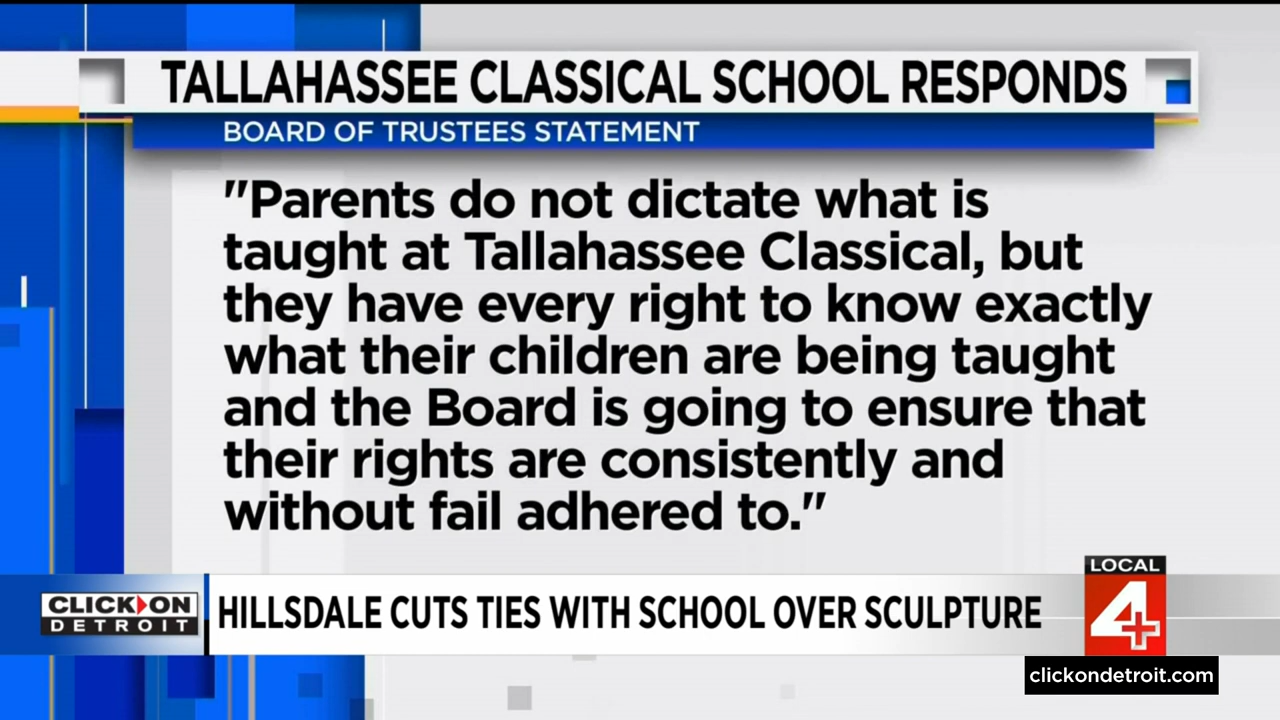 TALLAHASSEE CLASSICAL SCHOOL RESPONDS
BOARD OF TRUSTEES STATEMENT
"Parents do not dictate what is
taught at Tallahassee Classical, but
they have every right to know exactly
what their children are being taught
and the Board is going to ensure that
their rights are consistently and
without fail adhered to."
CLICK ON
DETROIT
HILLSDALE CUTS TIES WITH SCHOOL OVER SCULPTURE
LOCAL
4+
clickondetroit.com